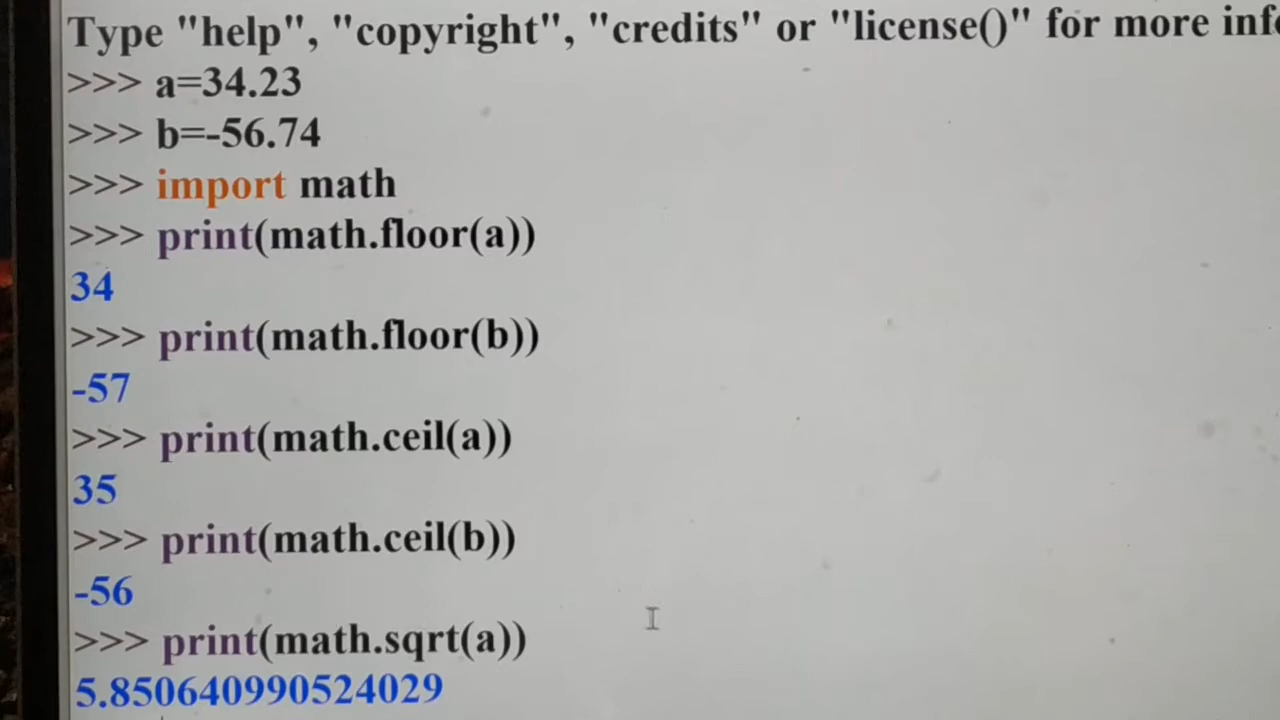 Type "help", "copyright", "credits" or "license()" for more
>>> a=34.23
>>> b=-56.74
>>> import math
>>> print(math.floor(a))
34
>>> print(math.floor(b))
-57
>>> print(math.ceil(a))
35
>>> print(math.ceil(b))
-56
>>> print(math.sqrt(a))
5.850640990524029